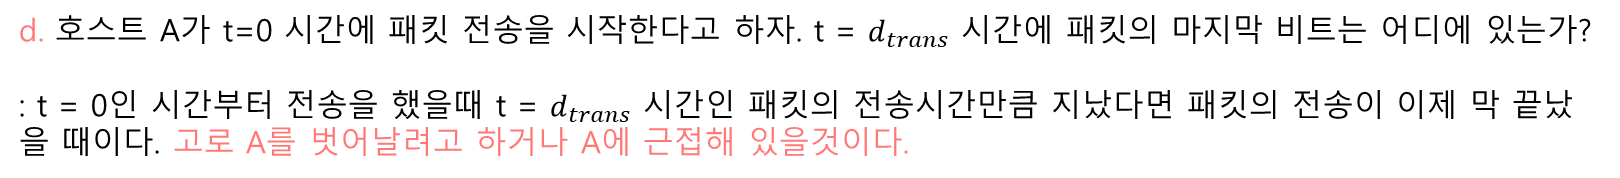 d. 호스트 A가 t=0 시간에 패킷 전송을 시작한다고 하자. t = d_trans 시간에 패킷의 마지막 비트는 어디에 있는가?
: t = 0인 시간부터 전송을 했을때 t = d_trans 시간인 패킷의 전송시간만큼 지났다면 패킷의 전송이 이제 막 끝났
을 때이다. 고로 A를 벗어날려고 하거나 A에 근접해 있을것이다.